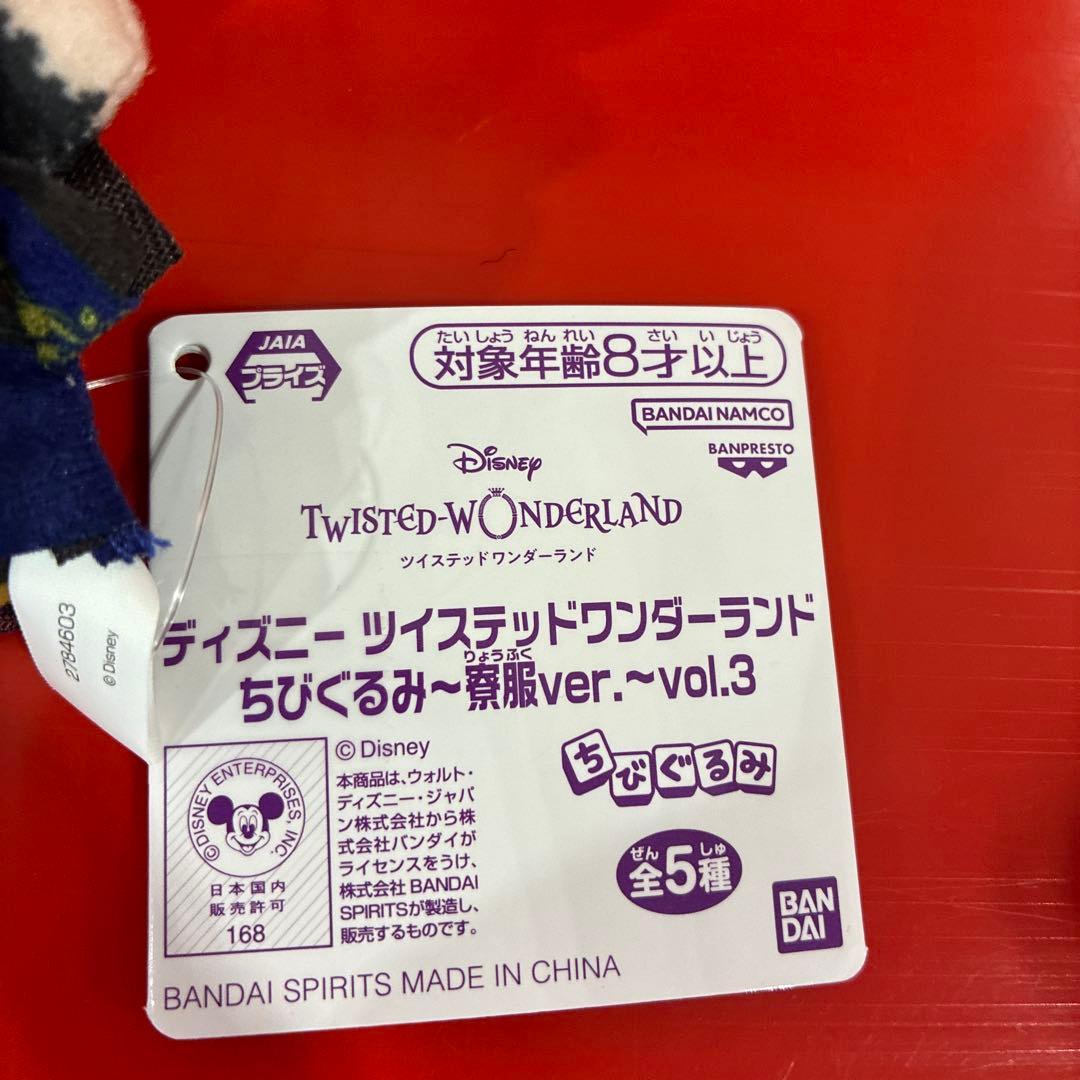 JAIA
プライズ
たいしょうねんれい さいいじょう
対象年齢8才以上
BANDAI NAMCO
BANPRESTO
Disney
TWISTED-WONDERLAND
ツイステッドワンダーランド
ディズニー ツイステッドワンダーランド
りょうふく
ちびぐるみ~寮服ver.~vol.3
2784603
© Disney
©DISNEY ENTERPRISES, INC.
日本国内
販売許可
168
© Disney
本商品は、ウォルト・
ディズニー・ジャパ
ン株式会社から株
式会社バンダイが
ライセンスをうけ、
株式会社 BANDAI
SPIRITSが製造し、
販売するものです。
ちびぐるみ
ぜん しゅ
全5種
BAN
DAI
BANDAI SPIRITS MADE IN CHINA